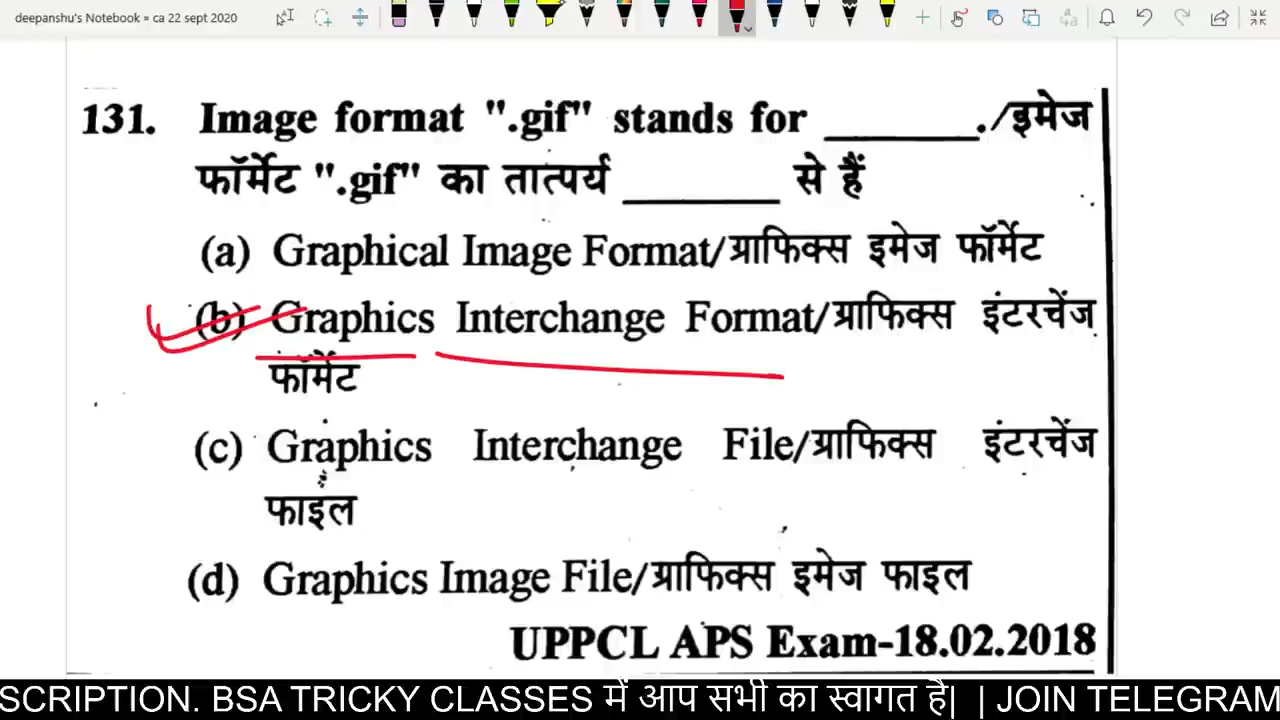 deepanshu's Notebook » ca 22 sept 2020
131. Image format ".gif" stands for ________./इमेज
फॉर्मेट ".gif" का तात्पर्य ________ से हैं
(a) Graphical Image Format/ग्राफिक्स इमेज फॉर्मेट
(b) Graphics Interchange Format/ग्राफिक्स इंटरचेंज
फॉर्मेट
(c) Graphics Interchange File/ग्राफिक्स इंटरचेंज
फाइल
(d) Graphics Image File/ग्राफिक्स इमेज फाइल
UPPCL APS Exam-18.02.2018
SCRIPTION. BSA TRICKY CLASSES में आप सभी का स्वागत है| | JOIN TELEGRAM